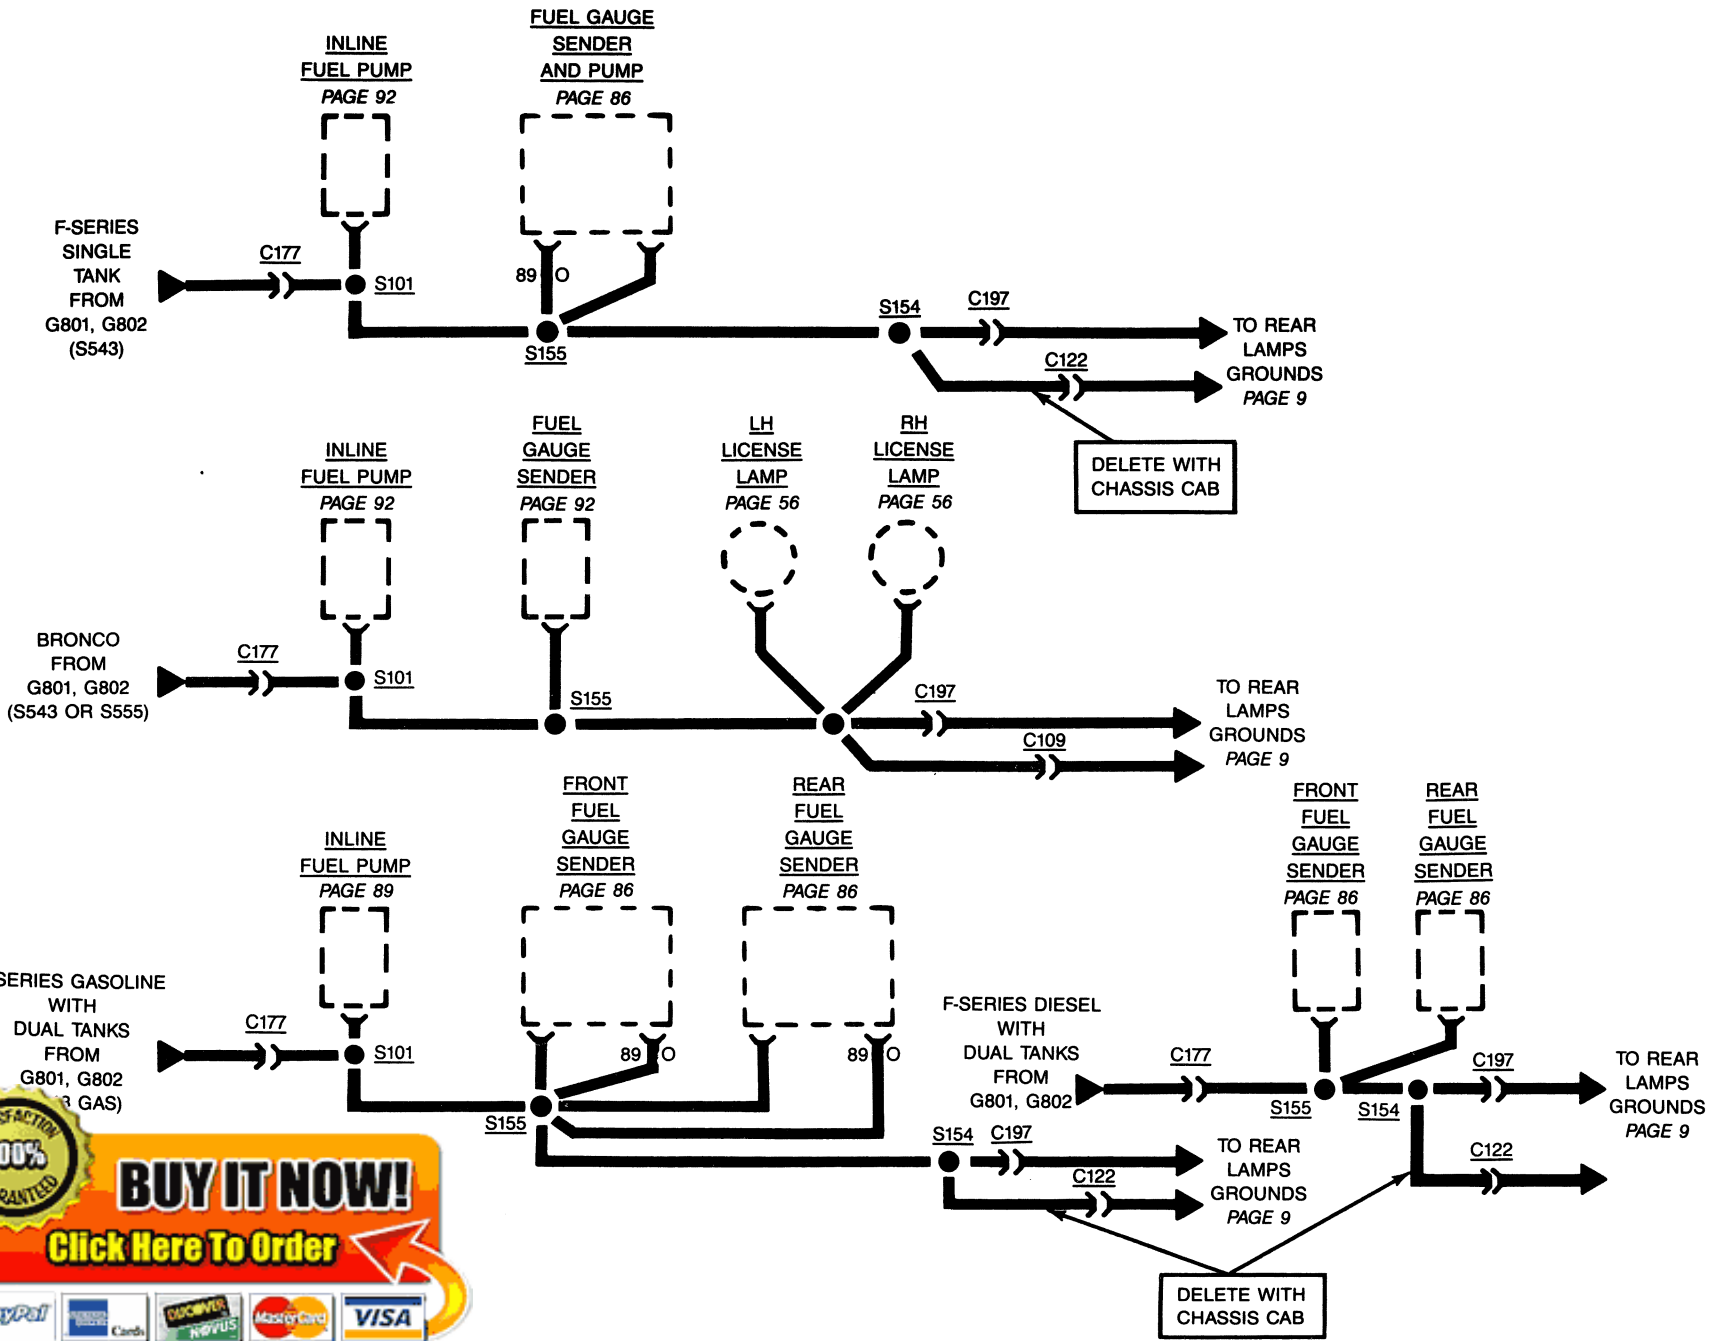 FUEL GAUGE
SENDER
AND PUMP
PAGE 86
INLINE
FUEL PUMP
PAGE 92
F-SERIES
SINGLE
TANK
FROM
G801, G802
(S543)
C177
S101
89 O
S155
S154
C197
C122
TO REAR
LAMPS
GROUNDS
PAGE 9
DELETE WITH
CHASSIS CAB
INLINE
FUEL PUMP
PAGE 92
FUEL
GAUGE
SENDER
PAGE 92
LH
LICENSE
LAMP
PAGE 56
RH
LICENSE
LAMP
PAGE 56
BRONCO
FROM
G801, G802
(S543 OR S555)
C177
S101
S155
C197
C109
TO REAR
LAMPS
GROUNDS
PAGE 9
INLINE
FUEL PUMP
PAGE 89
FRONT
FUEL
GAUGE
SENDER
PAGE 86
REAR
FUEL
GAUGE
SENDER
PAGE 86
SERIES GASOLINE
WITH
DUAL TANKS
FROM
G801, G802
GAS)
C177
S101
89 O
89 O
S155
S154
C197
C122
TO REAR
LAMPS
GROUNDS
PAGE 9
FRONT
FUEL
GAUGE
SENDER
PAGE 86
REAR
FUEL
GAUGE
SENDER
PAGE 86
F-SERIES DIESEL
WITH
DUAL TANKS
FROM
G801, G802
C177
S155
S154
C197
C122
TO REAR
LAMPS
GROUNDS
PAGE 9
DELETE WITH
CHASSIS CAB
BUY IT NOW!
Click Here To Order
yPal
Cards
DISCOVER
NOVUS
MasterCard
VISA